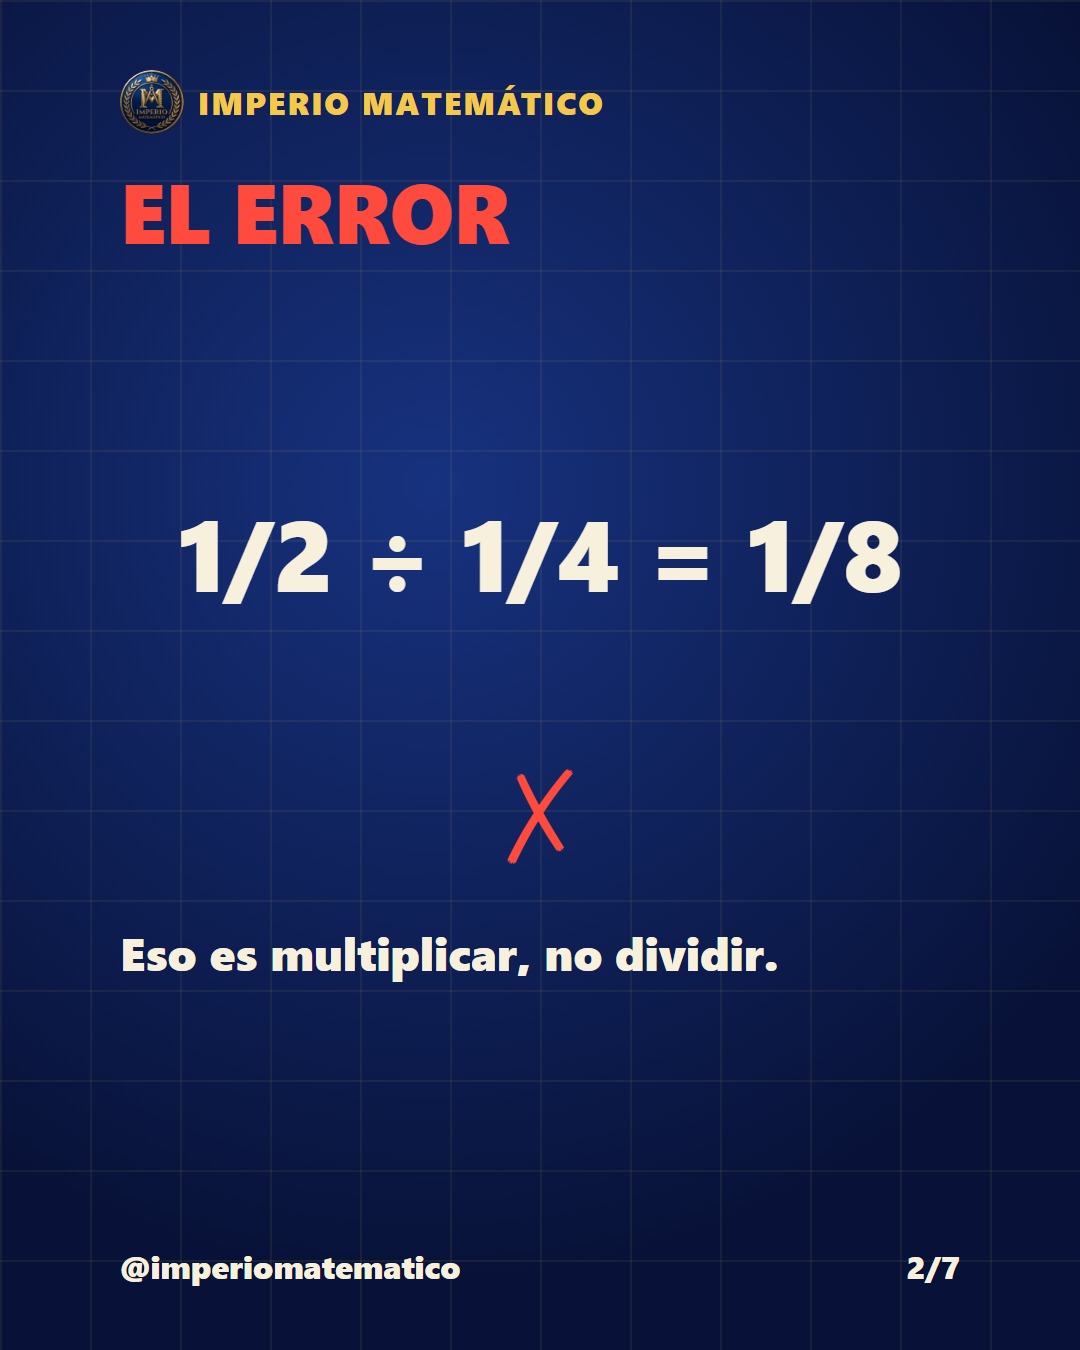 IMPERIO MATEMÁTICO
EL ERROR
1/2 ÷ 1/4 = 1/8
X
Eso es multiplicar, no dividir.
@imperiomatematico
2/7